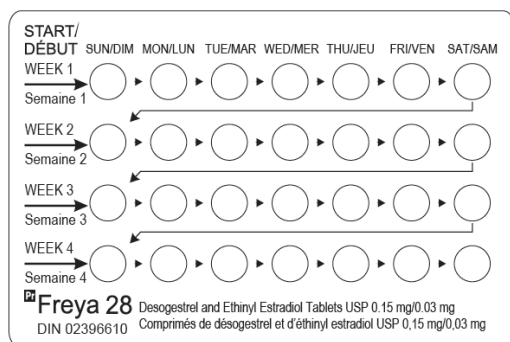 START/
DÉBUT SUN/DIM MON/LUN TUE/MAR WED/MER THU/JEU FRI/VEN SAT/SAM
WEEK 1
Semaine 1
WEEK 2
Semaine 2
WEEK 3
Semaine 3
WEEK 4
Semaine 4
Pr Freya 28 Desogestrel and Ethinyl Estradiol Tablets USP 0.15 mg/0.03 mg
DIN 02396610 Comprimés de désogestrel et d'éthinyl estradiol USP 0,15 mg/0,03 mg